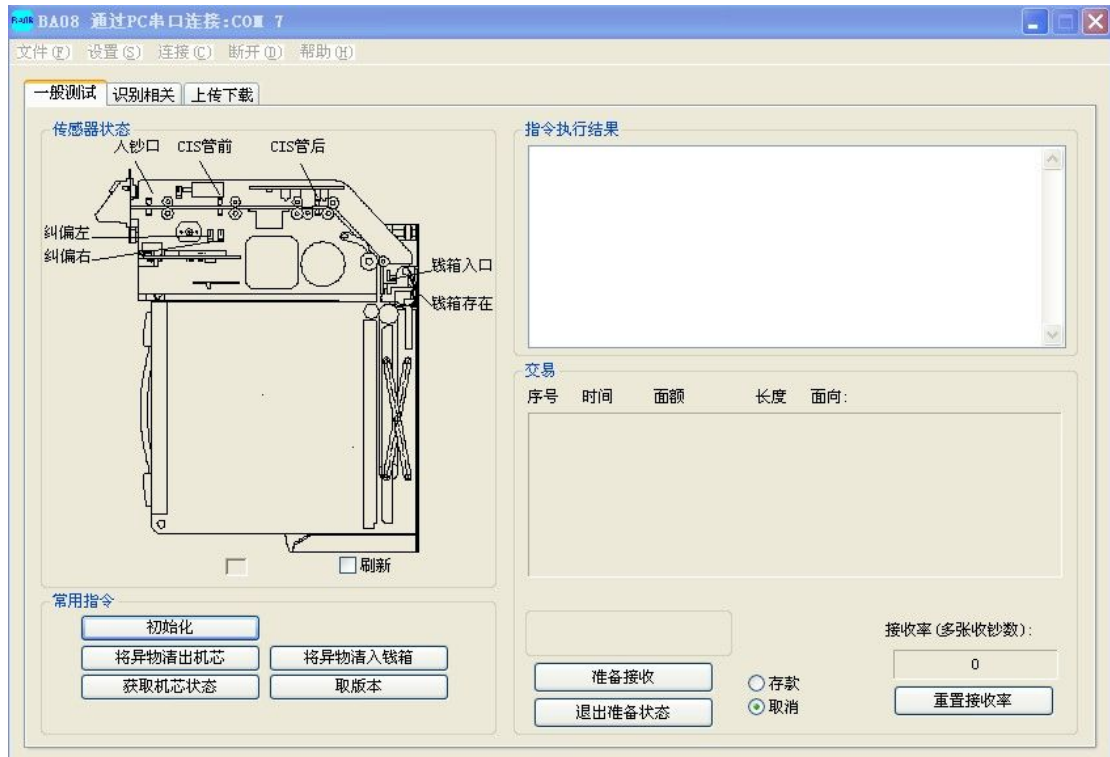 BA08 BA08 通过PC串口连接:COM 7
文件(F) 设置(S) 连接(C) 断开(D) 帮助(H)
一般测试 识别相关 上传下载
传感器状态
入钞口 CIS管前 CIS管后
纠偏左
纠偏右
钱箱入口
钱箱存在
刷新
常用指令
初始化
将异物清出机芯 将异物清入钱箱
获取机芯状态 取版本
指令执行结果
交易
序号 时间 面额 长度 面向:
准备接收
退出准备状态
存款
取消
接收率(多张收钞数):
0
重置接收率